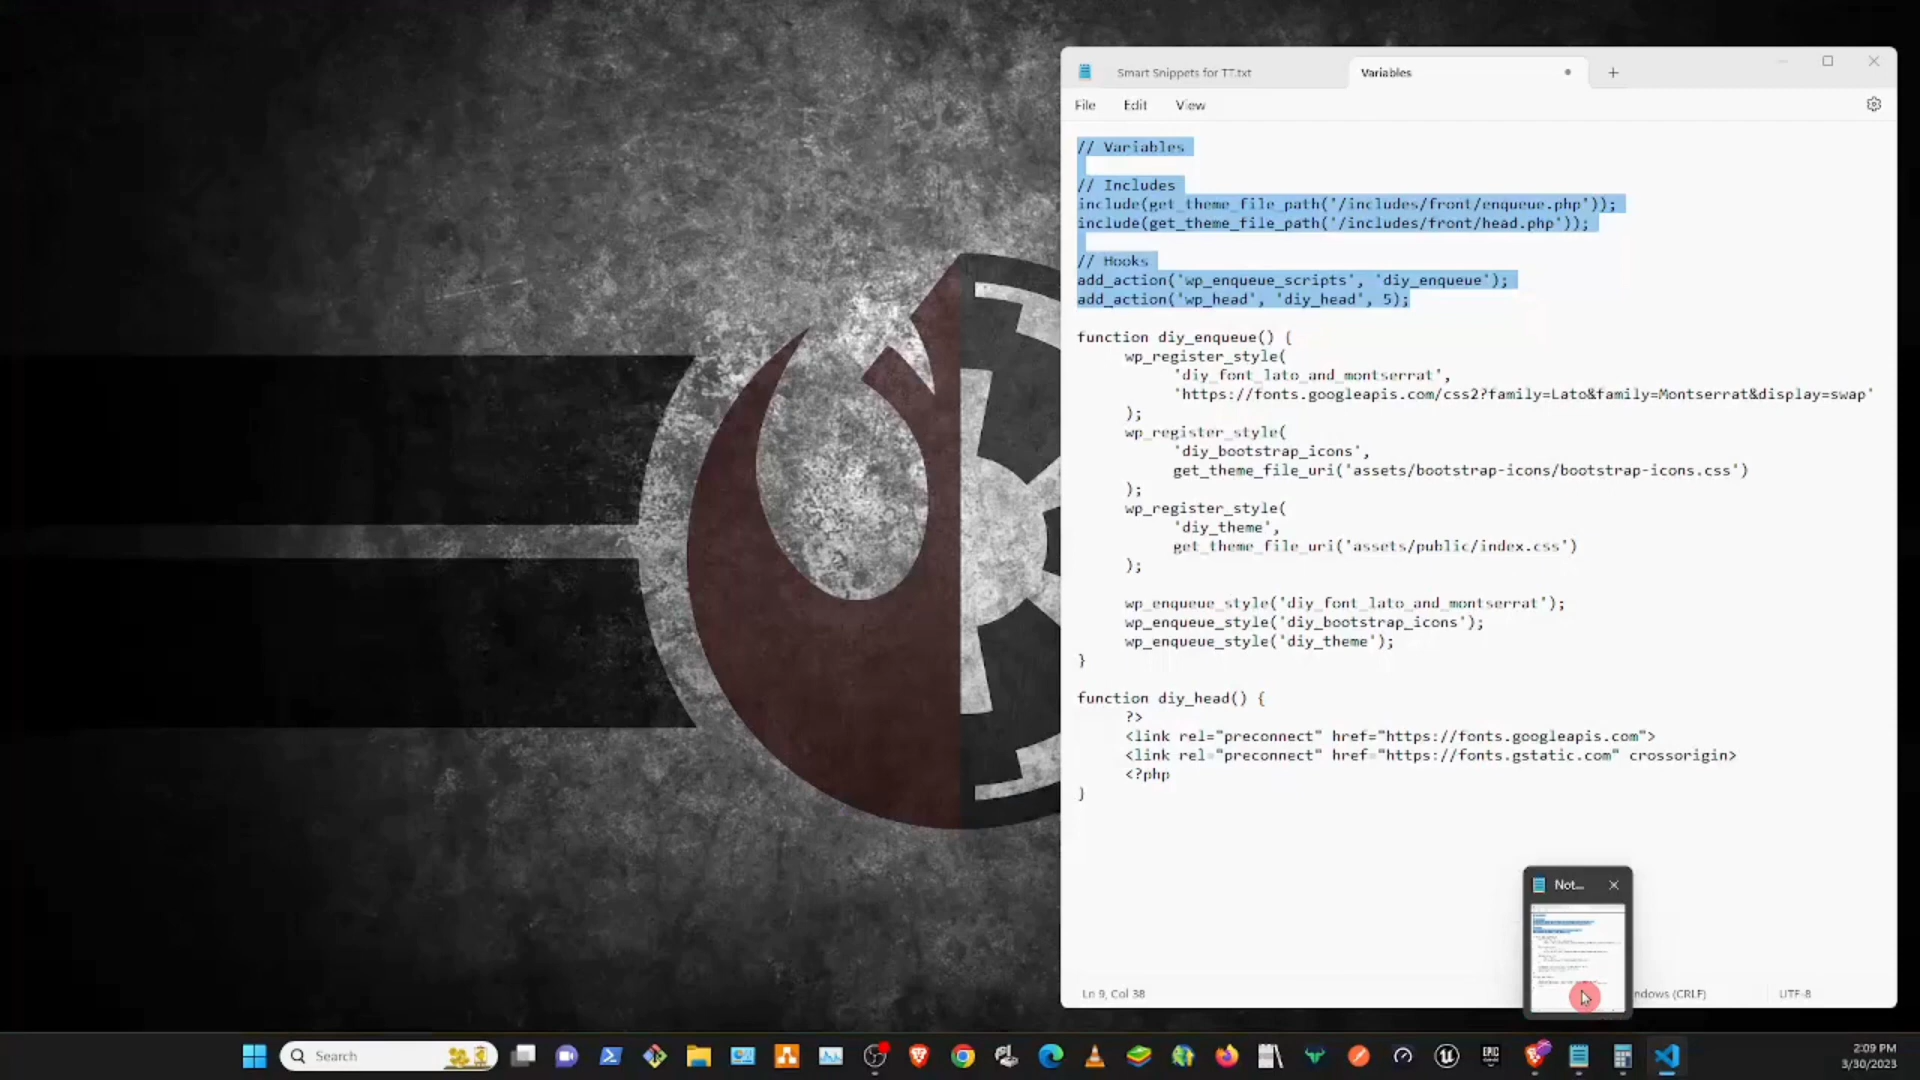 Smart Snippets for TT.txt
Variables
File Edit View
// Variables
// Includes
include(get_theme_file_path('/includes/front/enqueue.php'));
include(get_theme_file_path('/includes/front/head.php'));
// Hooks
add_action('wp_enqueue_scripts', 'diy_enqueue');
add_action('wp_head', 'diy_head', 5);
function diy_enqueue() {
wp_register_style(
'diy_font_lato_and_montserrat',
'https://fonts.googleapis.com/css2?family=Lato&family=Montserrat&display=swap'
);
wp_register_style(
'diy_bootstrap_icons',
get_theme_file_uri('assets/bootstrap-icons/bootstrap-icons.css')
);
wp_register_style(
'diy_theme',
get_theme_file_uri('assets/public/index.css')
);
wp_enqueue_style('diy_font_lato_and_montserrat');
wp_enqueue_style('diy_bootstrap_icons');
wp_enqueue_style('diy_theme');
}
function diy_head() {
?>
<link rel="preconnect" href="https://fonts.googleapis.com">
<link rel="preconnect" href="https://fonts.gstatic.com" crossorigin>
<?php
}
Not...
Ln 9, Col 38
ndows (CRLF)
UTF-8
Search
EPIC
2:09 PM
3/30/2023